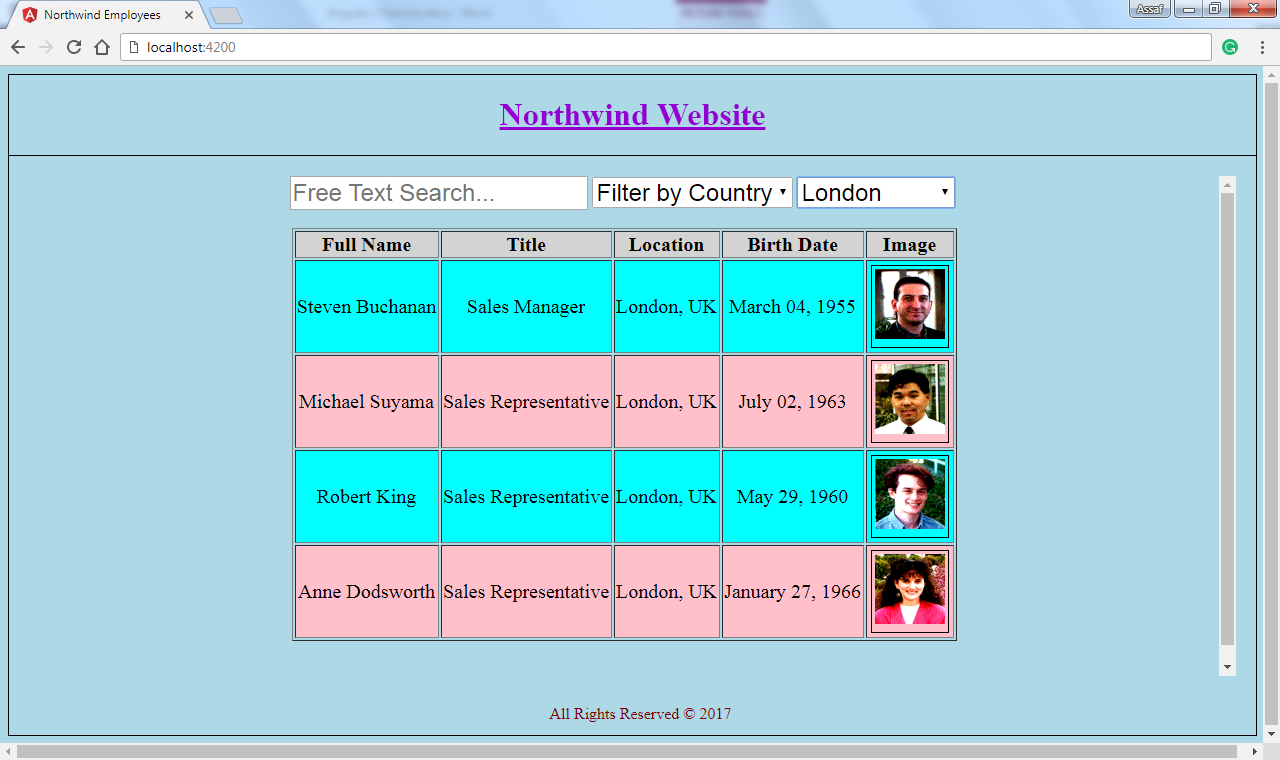 Northwind Employees
Assaf
localhost:4200
Northwind Website
Free Text Search... Filter by Country London
Full Name Title Location Birth Date Image
Steven Buchanan Sales Manager London, UK March 04, 1955
Michael Suyama Sales Representative London, UK July 02, 1963
Robert King Sales Representative London, UK May 29, 1960
Anne Dodsworth Sales Representative London, UK January 27, 1966
All Rights Reserved © 2017